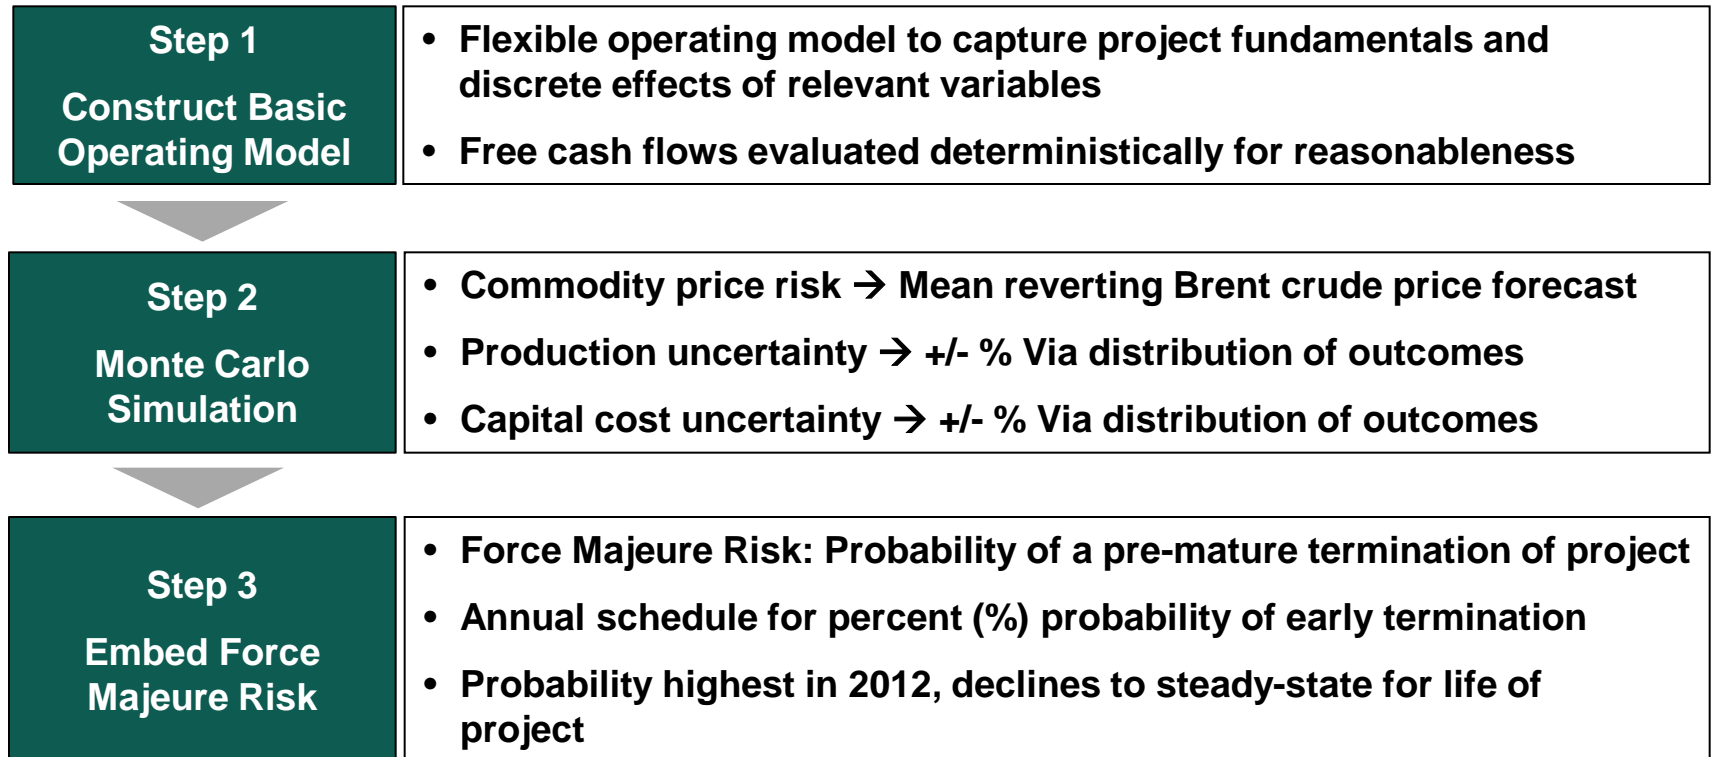 Step 1
Construct Basic
Operating Model
• Flexible operating model to capture project fundamentals and
discrete effects of relevant variables
• Free cash flows evaluated deterministically for reasonableness
Step 2
Monte Carlo
Simulation
• Commodity price risk → Mean reverting Brent crude price forecast
• Production uncertainty → +/- % Via distribution of outcomes
• Capital cost uncertainty → +/- % Via distribution of outcomes
Step 3
Embed Force
Majeure Risk
• Force Majeure Risk: Probability of a pre-mature termination of project
• Annual schedule for percent (%) probability of early termination
• Probability highest in 2012, declines to steady-state for life of
project